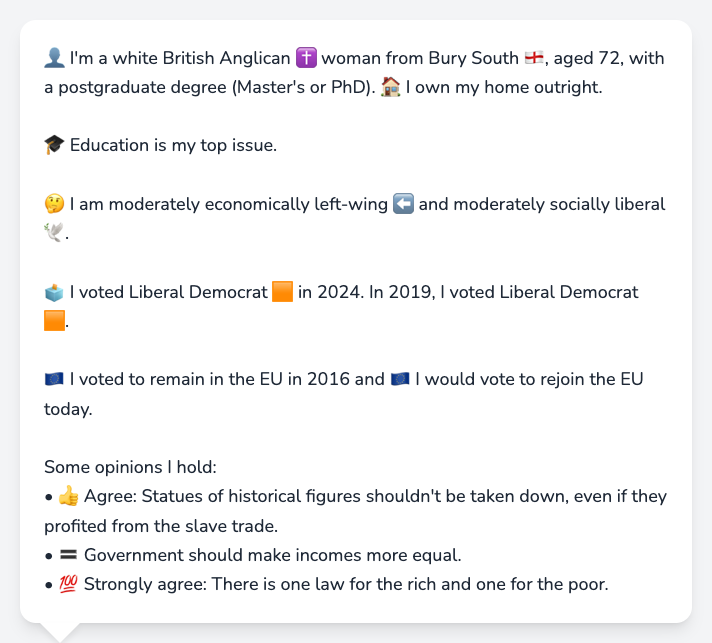 👤 I'm a white British Anglican ✝️ woman from Bury South 🏴󠁧󠁢󠁥󠁮󠁧󠁿, aged 72, with
a postgraduate degree (Master's or PhD). 🏠 I own my home outright.
🎓 Education is my top issue.
🤔 I am moderately economically left-wing ⬅️ and moderately socially liberal
🕊️.
🗳️ I voted Liberal Democrat 🟧 in 2024. In 2019, I voted Liberal Democrat
🟧.
🇪🇺 I voted to remain in the EU in 2016 and 🇪🇺 I would vote to rejoin the EU
today.
Some opinions I hold:
• 👍 Agree: Statues of historical figures shouldn't be taken down, even if they
profited from the slave trade.
• 🟰 Government should make incomes more equal.
• 💯 Strongly agree: There is one law for the rich and one for the poor.